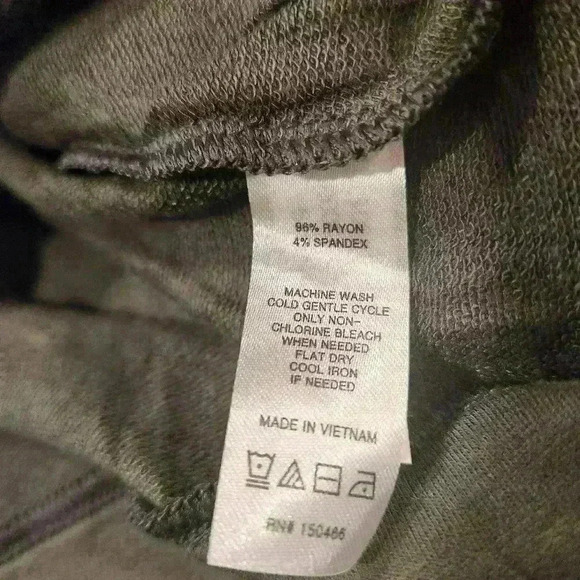 96% RAYON
4% SPANDEX
MACHINE WASH
COLD GENTLE CYCLE
ONLY NON-
CHLORINE BLEACH
WHEN NEEDED
FLAT DRY
COOL IRON
IF NEEDED
MADE IN VIETNAM
RN# 150466